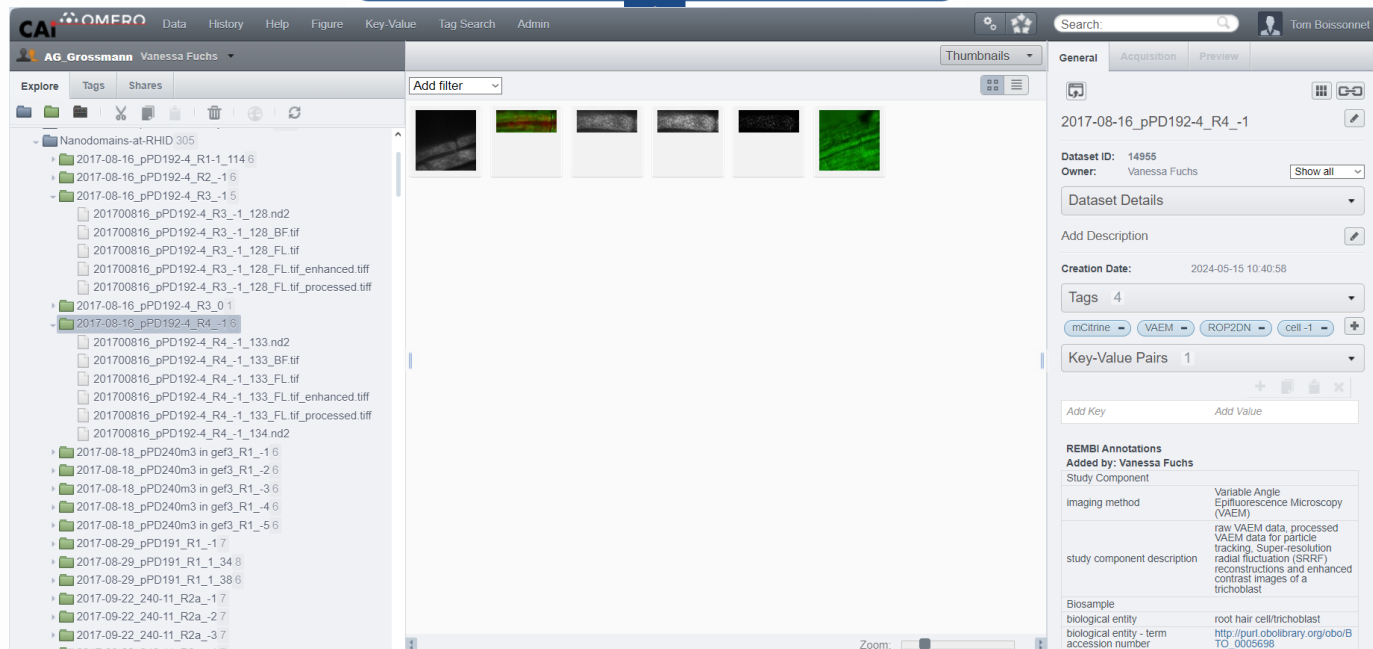 CAi OMERO Data History Help Figure Key-Value Tag Search Admin Search: Tom Boissonnet
AG_Grossmann Vanessa Fuchs
Explore Tags Shares
Nanodomains-at-RHID 305
2017-08-16_pPD192-4_R1-1_114 6
2017-08-16_pPD192-4_R2_-1 6
2017-08-16_pPD192-4_R3_-1 5
201700816_pPD192-4_R3_-1_128.nd2
201700816_pPD192-4_R3_-1_128_BF.tif
201700816_pPD192-4_R3_-1_128_FL.tif
201700816_pPD192-4_R3_-1_128_FL.tif_enhanced.tiff
201700816_pPD192-4_R3_-1_128_FL.tif_processed.tiff
2017-08-16_pPD192-4_R3_0 1
2017-08-16_pPD192-4_R4_-1 6
201700816_pPD192-4_R4_-1_133.nd2
201700816_pPD192-4_R4_-1_133_BF.tif
201700816_pPD192-4_R4_-1_133_FL.tif
201700816_pPD192-4_R4_-1_133_FL.tif_enhanced.tiff
201700816_pPD192-4_R4_-1_133_FL.tif_processed.tiff
201700816_pPD192-4_R4_-1_134.nd2
2017-08-18_pPD240m3 in gef3_R1_-1 6
2017-08-18_pPD240m3 in gef3_R1_-2 6
2017-08-18_pPD240m3 in gef3_R1_-3 6
2017-08-18_pPD240m3 in gef3_R1_-4 6
2017-08-18_pPD240m3 in gef3_R1_-5 6
2017-08-29_pPD191_R1_-1 7
2017-08-29_pPD191_R1_1_34 8
2017-08-29_pPD191_R1_1_38 6
2017-09-22_240-11_R2a_-1 7
2017-09-22_240-11_R2a_-2 7
2017-09-22_240-11_R2a_-3 7
Thumbnails
Add filter
Zoom:
General Acquisition Preview
2017-08-16_pPD192-4_R4_-1
Dataset ID: 14955
Owner: Vanessa Fuchs Show all
Dataset Details
Add Description
Creation Date: 2024-05-15 10:40:58
Tags 4
mCitrine VAEM ROP2DN cell -1
Key-Value Pairs 1
Add Key Add Value
REMBI Annotations
Added by: Vanessa Fuchs
Study Component
imaging method Variable Angle
Epifluorescence Microscopy
(VAEM)
study component description raw VAEM data, processed
VAEM data for particle
tracking, Super-resolution
radial fluctuation (SRRF)
reconstructions and enhanced
contrast images of a
trichoblast
Biosample
biological entity root hair cell/trichoblast
biological entity - term http://purl.obolibrary.org/obo/B
accession number TO_0005698